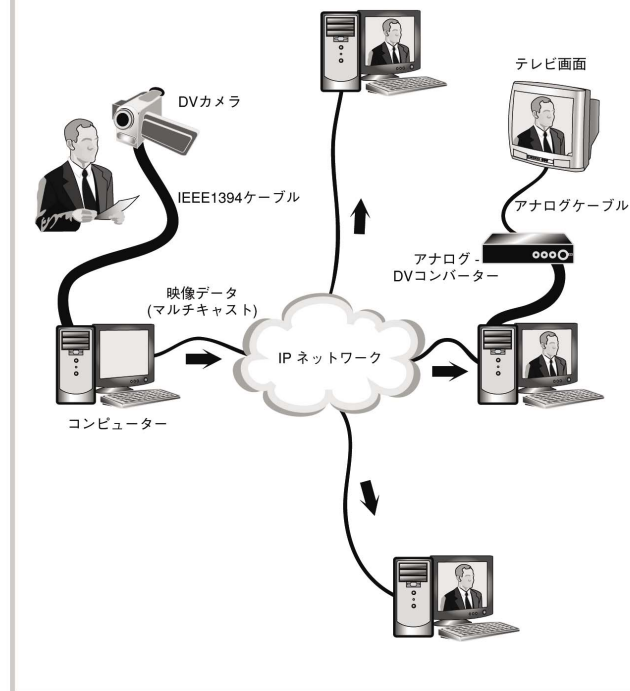 テレビ画面
DVカメラ
IEEE1394ケーブル
アナログケーブル
アナログ -
DVコンバーター
映像データ
(マルチキャスト)
IP ネットワーク
コンピューター